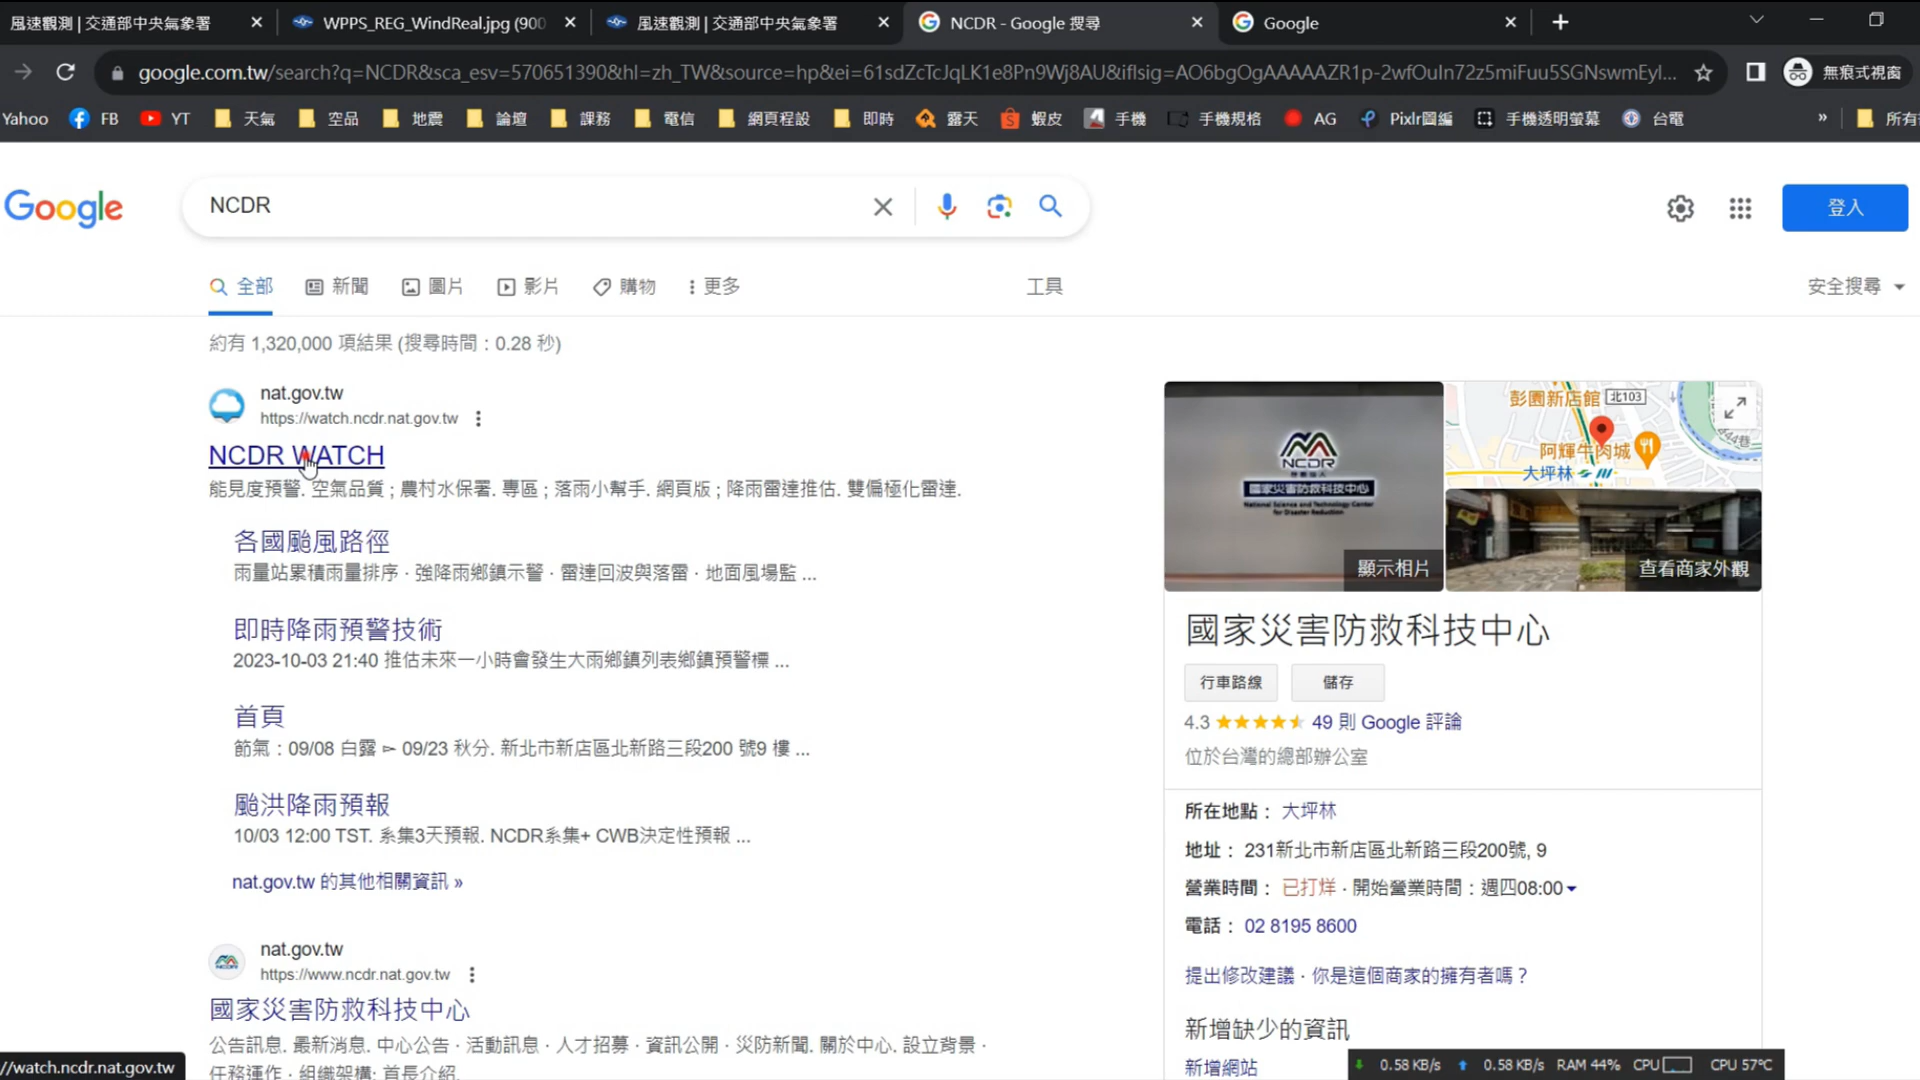 風速觀測 | 交通部中央氣象署
WPPS_REG_WindReal.jpg (900
風速觀測 | 交通部中央氣象署
NCDR - Google 搜尋
Google
google.com.tw/search?q=NCDR&sca_esv=570651390&hl=zh_TW&source=hp&ei=61sdZcTcJqLK1e8Pn9Wj8AU&iflsig=AO6bgOgAAAAAZR1p-2wfOuIn72z5miFuu5SGNswmEyl...
無痕式視窗
Yahoo FB YT 天氣 空品 地震 論壇 課務 電信 網頁程設 即時 露天 蝦皮 手機 手機規格 AG Pixlr圖編 手機透明螢幕 台電 » 所有
Google
NCDR
登入
全部 新聞 圖片 影片 購物 更多 工具 安全搜尋
約有 1,320,000 項結果 (搜尋時間：0.28 秒)
nat.gov.tw
https://watch.ncdr.nat.gov.tw
NCDR WATCH
能見度預警. 空氣品質 ; 農村水保署. 專區 ; 落雨小幫手. 網頁版 ; 降雨雷達推估. 雙偏極化雷達.
各國颱風路徑
雨量站累積雨量排序 · 強降雨鄉鎮示警 · 雷達回波與落雷 · 地面風場監 ...
即時降雨預警技術
2023-10-03 21:40 推估未來一小時會發生大雨鄉鎮列表鄉鎮預警標 ...
首頁
節氣：09/08 白露 ▻ 09/23 秋分. 新北市新店區北新路三段200 號9 樓 ...
颱洪降雨預報
10/03 12:00 TST. 系集3天預報. NCDR系集+ CWB決定性預報 ...
nat.gov.tw 的其他相關資訊 »
nat.gov.tw
https://www.ncdr.nat.gov.tw
國家災害防救科技中心
公告訊息. 最新消息. 中心公告 · 活動訊息 · 人才招募 · 資訊公開 · 災防新聞. 關於中心. 設立背景 ·
任務運作 · 組織架構; 首長介紹.
//watch.ncdr.nat.gov.tw
NCDR
國家災害防救科技中心
National Science and Technology Center
for Disaster Reduction
顯示相片
彭園新店館
北103
444巷
阿輝牛肉城
大坪林
查看商家外觀
國家災害防救科技中心
行車路線 儲存
4.3 49 則 Google 評論
位於台灣的總部辦公室
所在地點： 大坪林
地址： 231新北市新店區北新路三段200號, 9
營業時間： 已打烊 · 開始營業時間：週四08:00
電話： 02 8195 8600
提出修改建議 · 你是這個商家的擁有者嗎？
新增缺少的資訊
新增網站
0.58 KB/s 0.58 KB/s RAM 44% CPU CPU 57°C